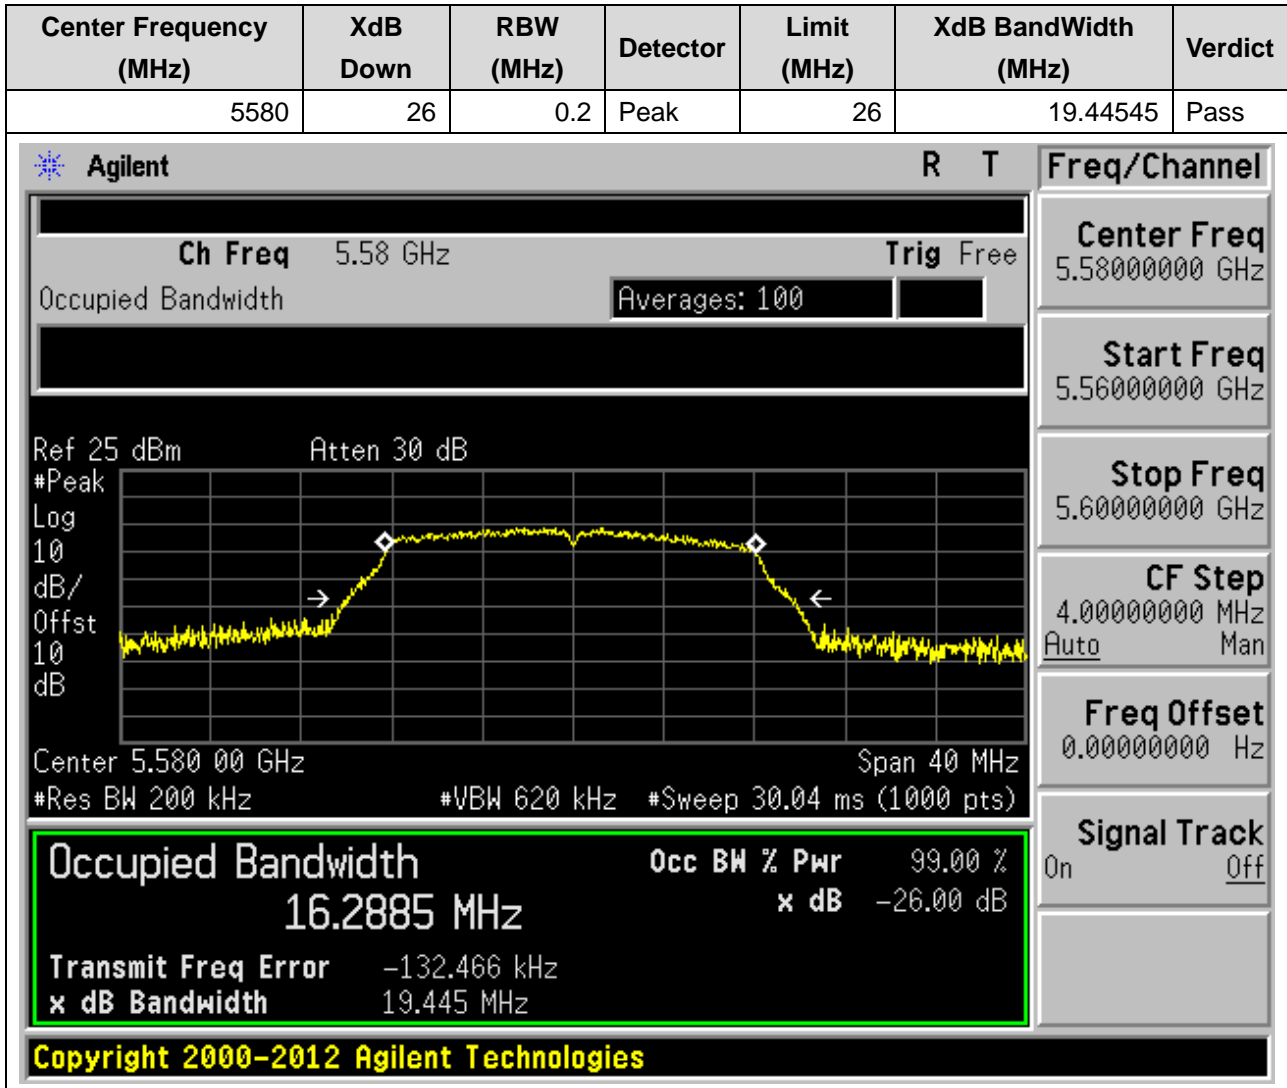 Center Frequency (MHz) XdB Down RBW (MHz) Detector Limit (MHz) XdB BandWidth (MHz) Verdict
5580 26 0.2 Peak 26 19.44545 Pass
Agilent R T
Ch Freq 5.58 GHz Trig Free
Occupied Bandwidth Averages: 100
Ref 25 dBm Atten 30 dB
#Peak
Log
10
dB/
Offst
10
dB
Center 5.580 00 GHz Span 40 MHz
#Res BW 200 kHz #VBW 620 kHz #Sweep 30.04 ms (1000 pts)
Occupied Bandwidth Occ BW % Pwr 99.00 %
16.2885 MHz x dB -26.00 dB
Transmit Freq Error -132.466 kHz
x dB Bandwidth 19.445 MHz
Copyright 2000-2012 Agilent Technologies
Freq/Channel
Center Freq
5.58000000 GHz
Start Freq
5.56000000 GHz
Stop Freq
5.60000000 GHz
CF Step
4.00000000 MHz
Auto Man
Freq Offset
0.00000000 Hz
Signal Track
On Off